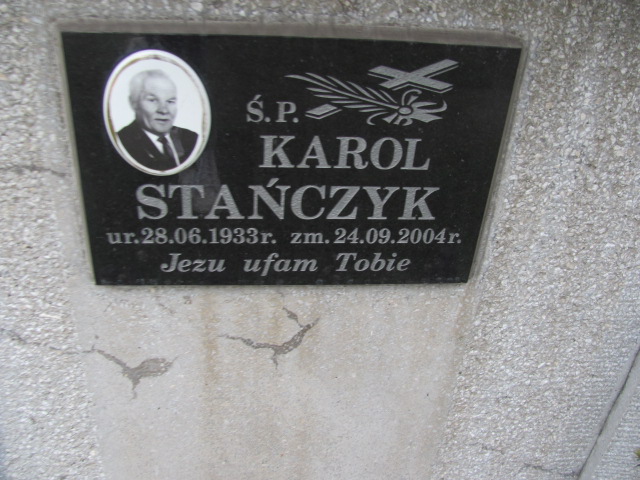 Ś.P.
KAROL
STAŃCZYK
ur.28.06.1933r. zm.24.09.2004r.
Jezu ufam Tobie